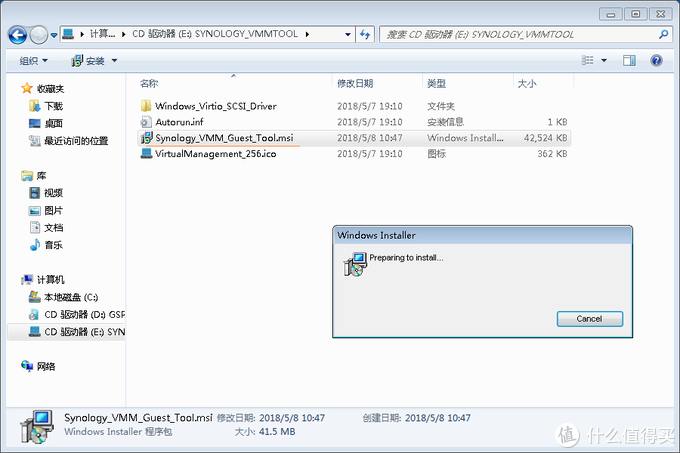 计算... ▸ CD 驱动器 (E:) SYNOLOGY_VMMTOOL ▸
搜索 CD 驱动器 (E:) SYNOLOGY_VMMTOOL
组织 安装
名称 修改日期 类型 大小
Windows_Virtio_SCSI_Driver 2018/5/7 19:10 文件夹
Autorun.inf 2018/5/7 19:10 安装信息 1 KB
Synology_VMM_Guest_Tool.msi 2018/5/8 10:47 Windows Install... 42,524 KB
VirtualManagement_256.ico 2018/5/7 19:10 图标 362 KB
收藏夹
下载
桌面
最近访问的位置
库
视频
图片
文档
音乐
计算机
本地磁盘 (C:)
CD 驱动器 (D:) GSP
CD 驱动器 (E:) SYN
网络
Windows Installer
Preparing to install...
Cancel
Synology_VMM_Guest_Tool.msi 修改日期: 2018/5/8 10:47 创建日期: 2018/5/8 10:47
Windows Installer 程序包 大小: 41.5 MB
值 什么值得买